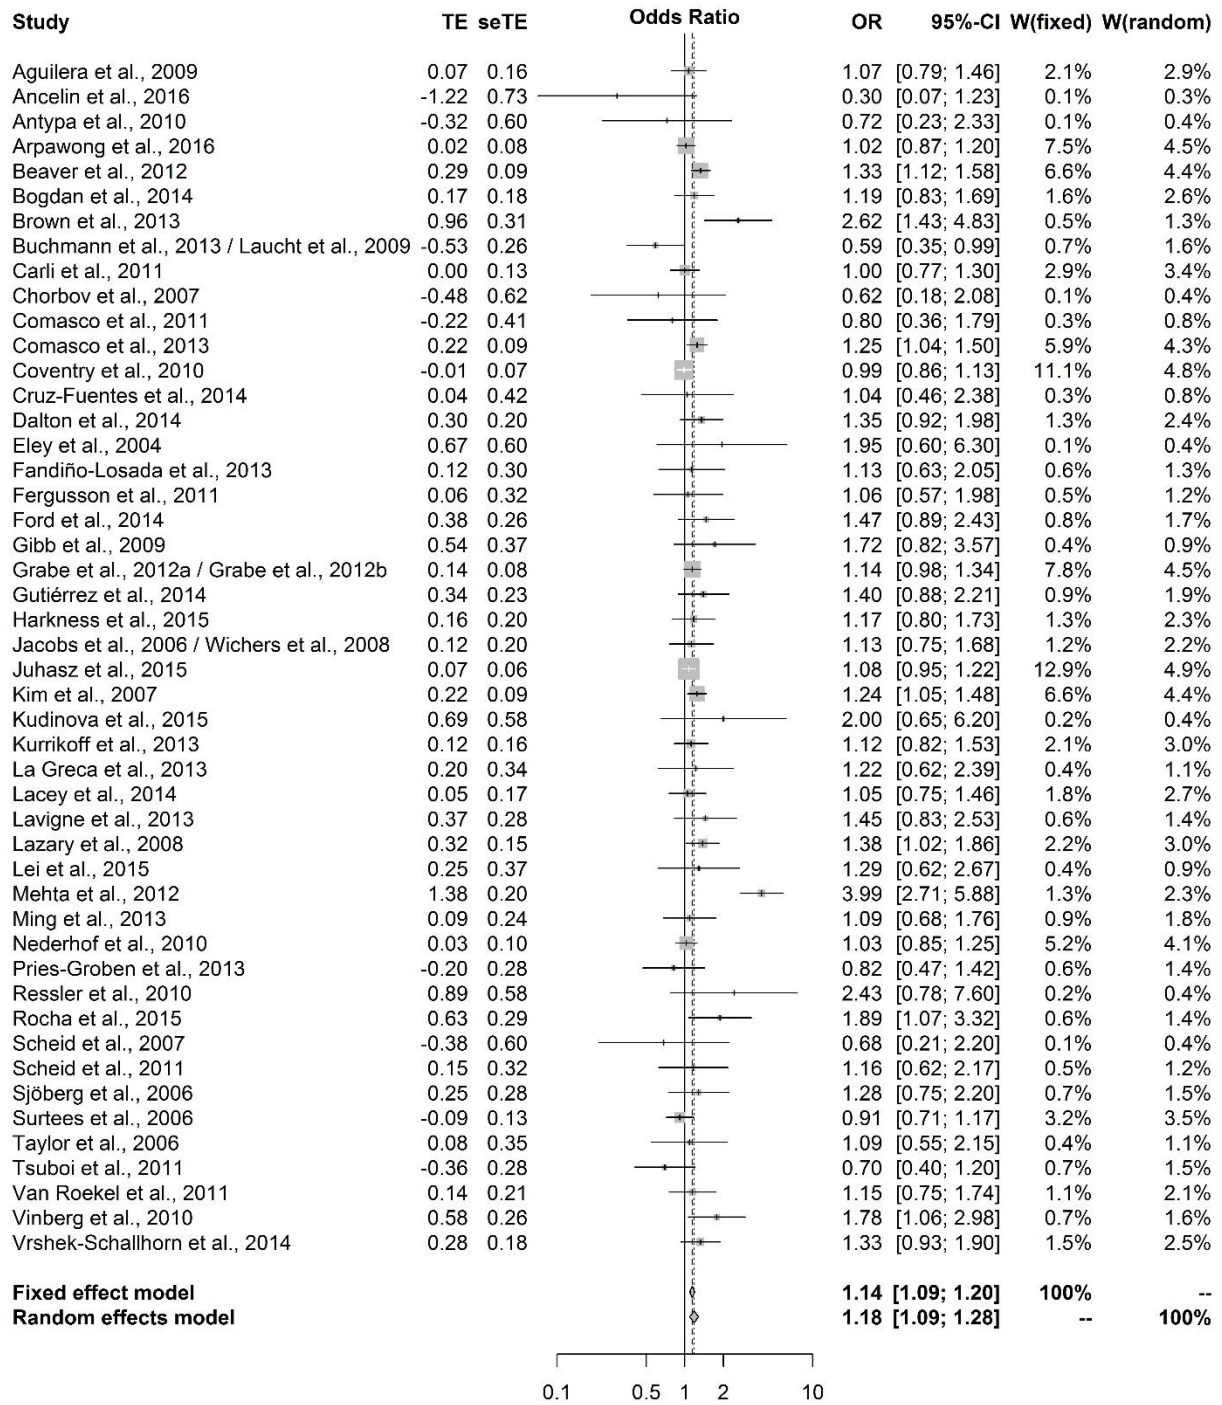 Study TE seTE Odds Ratio OR 95%-CI W(fixed) W(random)
Aguilera et al., 2009 0.07 0.16 1.07 [0.79; 1.46] 2.1% 2.9%
Ancelin et al., 2016 -1.22 0.73 0.30 [0.07; 1.23] 0.1% 0.3%
Antypa et al., 2010 -0.32 0.60 0.72 [0.23; 2.33] 0.1% 0.4%
Arpawong et al., 2016 0.02 0.08 1.02 [0.87; 1.20] 7.5% 4.5%
Beaver et al., 2012 0.29 0.09 1.33 [1.12; 1.58] 6.6% 4.4%
Bogdan et al., 2014 0.17 0.18 1.19 [0.83; 1.69] 1.6% 2.6%
Brown et al., 2013 0.96 0.31 2.62 [1.43; 4.83] 0.5% 1.3%
Buchmann et al., 2013 / Laucht et al., 2009 -0.53 0.26 0.59 [0.35; 0.99] 0.7% 1.6%
Carli et al., 2011 0.00 0.13 1.00 [0.77; 1.30] 2.9% 3.4%
Chorbov et al., 2007 -0.48 0.62 0.62 [0.18; 2.08] 0.1% 0.4%
Comasco et al., 2011 -0.22 0.41 0.80 [0.36; 1.79] 0.3% 0.8%
Comasco et al., 2013 0.22 0.09 1.25 [1.04; 1.50] 5.9% 4.3%
Coventry et al., 2010 -0.01 0.07 0.99 [0.86; 1.13] 11.1% 4.8%
Cruz-Fuentes et al., 2014 0.04 0.42 1.04 [0.46; 2.38] 0.3% 0.8%
Dalton et al., 2014 0.30 0.20 1.35 [0.92; 1.98] 1.3% 2.4%
Eley et al., 2004 0.67 0.60 1.95 [0.60; 6.30] 0.1% 0.4%
Fandiño-Losada et al., 2013 0.12 0.30 1.13 [0.63; 2.05] 0.6% 1.3%
Fergusson et al., 2011 0.06 0.32 1.06 [0.57; 1.98] 0.5% 1.2%
Ford et al., 2014 0.38 0.26 1.47 [0.89; 2.43] 0.8% 1.7%
Gibb et al., 2009 0.54 0.37 1.72 [0.82; 3.57] 0.4% 0.9%
Grabe et al., 2012a / Grabe et al., 2012b 0.14 0.08 1.14 [0.98; 1.34] 7.8% 4.5%
Gutiérrez et al., 2014 0.34 0.23 1.40 [0.88; 2.21] 0.9% 1.9%
Harkness et al., 2015 0.16 0.20 1.17 [0.80; 1.73] 1.3% 2.3%
Jacobs et al., 2006 / Wichers et al., 2008 0.12 0.20 1.13 [0.75; 1.68] 1.2% 2.2%
Juhasz et al., 2015 0.07 0.06 1.08 [0.95; 1.22] 12.9% 4.9%
Kim et al., 2007 0.22 0.09 1.24 [1.05; 1.48] 6.6% 4.4%
Kudinova et al., 2015 0.69 0.58 2.00 [0.65; 6.20] 0.2% 0.4%
Kurrikoff et al., 2013 0.12 0.16 1.12 [0.82; 1.53] 2.1% 3.0%
La Greca et al., 2013 0.20 0.34 1.22 [0.62; 2.39] 0.4% 1.1%
Lacey et al., 2014 0.05 0.17 1.05 [0.75; 1.46] 1.8% 2.7%
Lavigne et al., 2013 0.37 0.28 1.45 [0.83; 2.53] 0.6% 1.4%
Lazary et al., 2008 0.32 0.15 1.38 [1.02; 1.86] 2.2% 3.0%
Lei et al., 2015 0.25 0.37 1.29 [0.62; 2.67] 0.4% 0.9%
Mehta et al., 2012 1.38 0.20 3.99 [2.71; 5.88] 1.3% 2.3%
Ming et al., 2013 0.09 0.24 1.09 [0.68; 1.76] 0.9% 1.8%
Nederhof et al., 2010 0.03 0.10 1.03 [0.85; 1.25] 5.2% 4.1%
Pries-Groben et al., 2013 -0.20 0.28 0.82 [0.47; 1.42] 0.6% 1.4%
Ressler et al., 2010 0.89 0.58 2.43 [0.78; 7.60] 0.2% 0.4%
Rocha et al., 2015 0.63 0.29 1.89 [1.07; 3.32] 0.6% 1.4%
Scheid et al., 2007 -0.38 0.60 0.68 [0.21; 2.20] 0.1% 0.4%
Scheid et al., 2011 0.15 0.32 1.16 [0.62; 2.17] 0.5% 1.2%
Sjöberg et al., 2006 0.25 0.28 1.28 [0.75; 2.20] 0.7% 1.5%
Surtees et al., 2006 -0.09 0.13 0.91 [0.71; 1.17] 3.2% 3.5%
Taylor et al., 2006 0.08 0.35 1.09 [0.55; 2.15] 0.4% 1.1%
Tsuboi et al., 2011 -0.36 0.28 0.70 [0.40; 1.20] 0.7% 1.5%
Van Roekel et al., 2011 0.14 0.21 1.15 [0.75; 1.74] 1.1% 2.1%
Vinberg et al., 2010 0.58 0.26 1.78 [1.06; 2.98] 0.7% 1.6%
Vrshek-Schallhorn et al., 2014 0.28 0.18 1.33 [0.93; 1.90] 1.5% 2.5%
Fixed effect model 1.14 [1.09; 1.20] 100% --
Random effects model 1.18 [1.09; 1.28] -- 100%
0.1 0.5 1 2 10